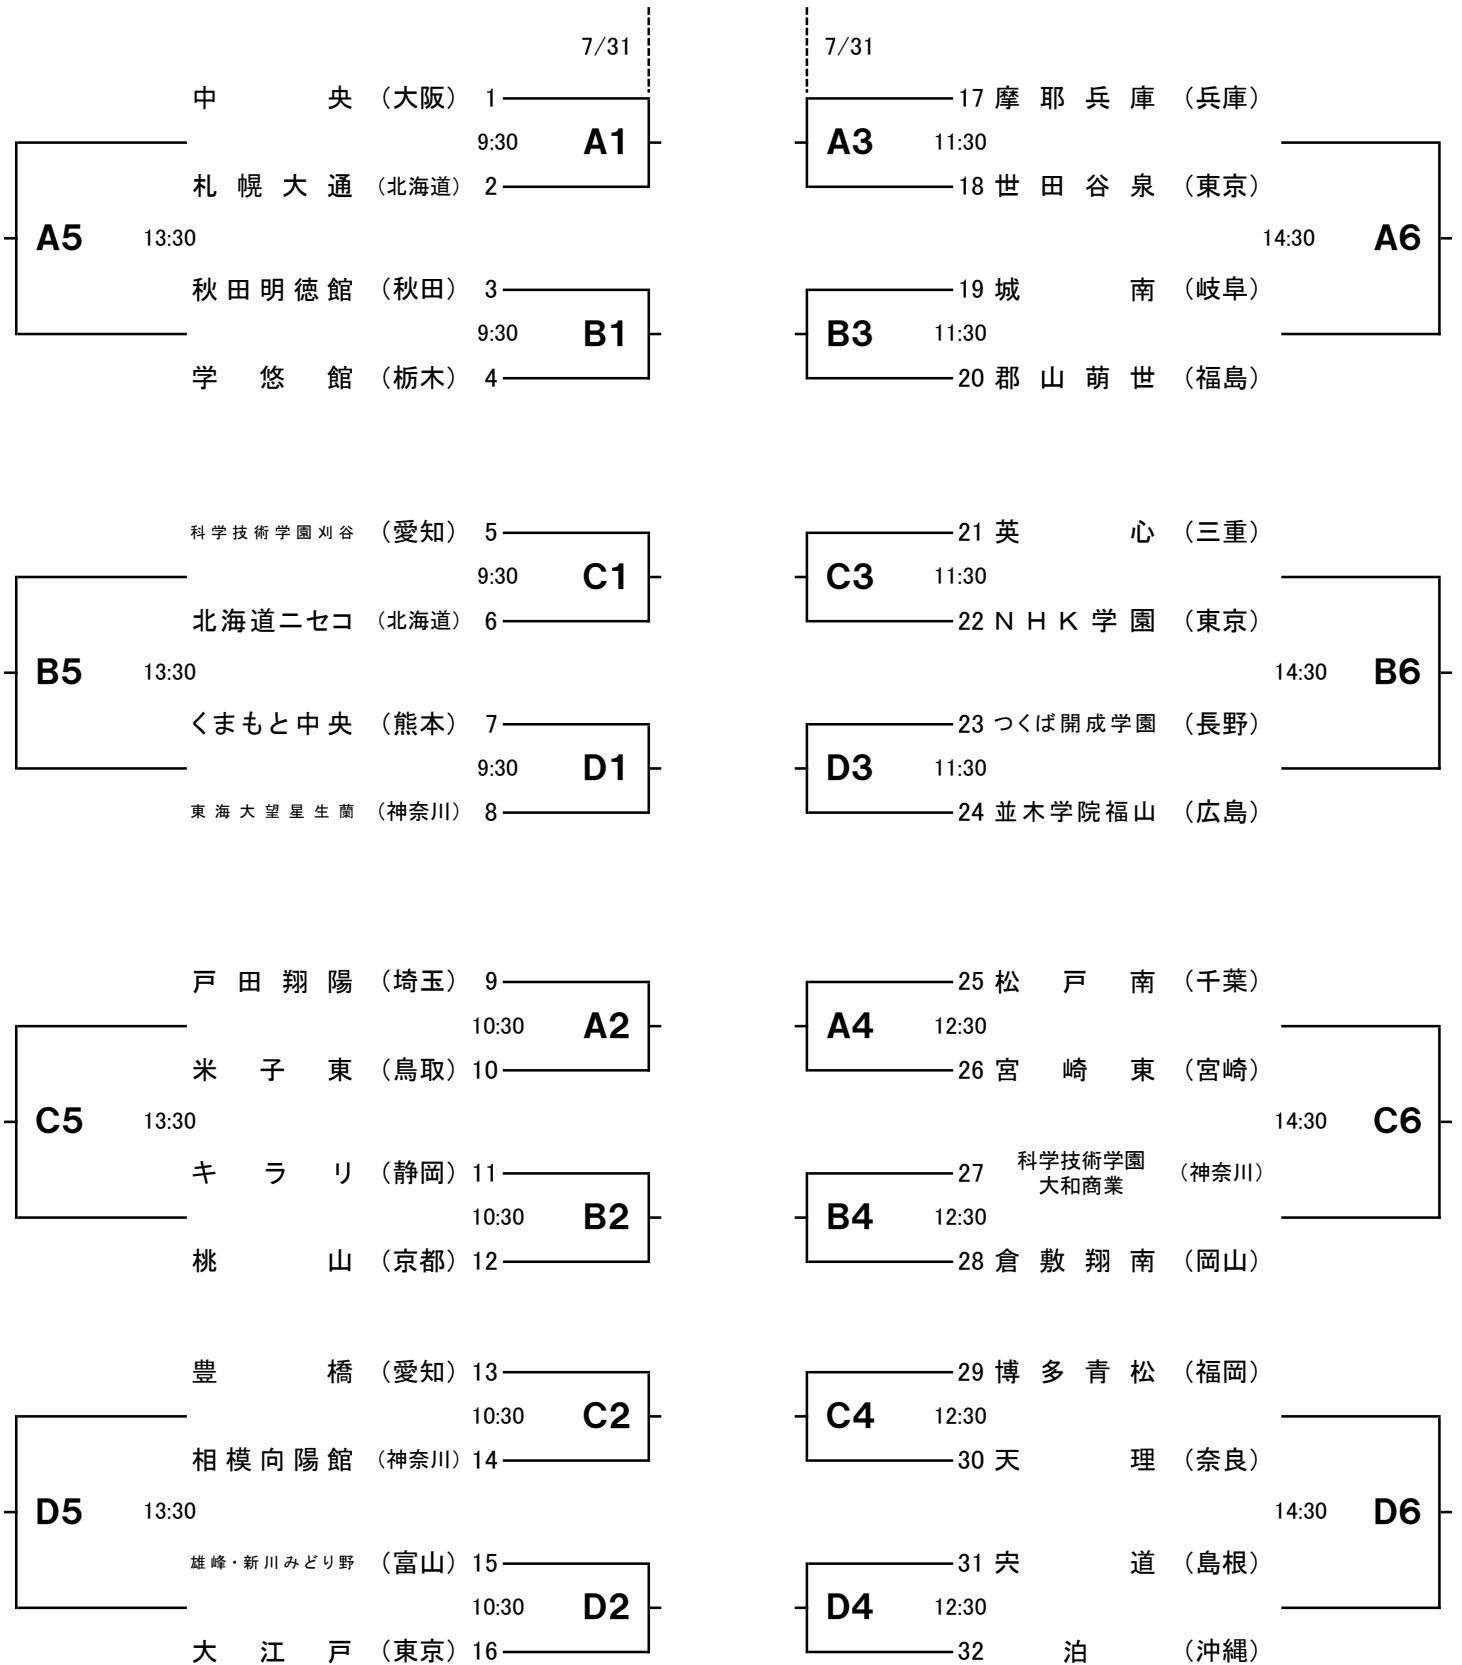 7/31 7/31
中央 （大阪） 1 17 摩耶兵庫 （兵庫）
9:30 A1 A3 11:30
札幌大通 （北海道） 2 18 世田谷泉 （東京）
A5 13:30 14:30 A6
秋田明徳館 （秋田） 3 19 城南 （岐阜）
9:30 B1 B3 11:30
学悠館 （栃木） 4 20 郡山萌世 （福島）
科学技術学園刈谷 （愛知） 5 21 英心 （三重）
9:30 C1 C3 11:30
北海道ニセコ （北海道） 6 22 ＮＨＫ学園 （東京）
B5 13:30 14:30 B6
くまもと中央 （熊本） 7 23 つくば開成学園 （長野）
9:30 D1 D3 11:30
東海大望星生蘭 （神奈川） 8 24 並木学院福山 （広島）
戸田翔陽 （埼玉） 9 25 松戸南 （千葉）
10:30 A2 A4 12:30
米子東 （鳥取） 10 26 宮崎東 （宮崎）
C5 13:30 14:30 C6
キラリ （静岡） 11 27 科学技術学園 （神奈川）
大和商業
10:30 B2 B4 12:30
桃山 （京都） 12 28 倉敷翔南 （岡山）
豊橋 （愛知） 13 29 博多青松 （福岡）
10:30 C2 C4 12:30
相模向陽館 （神奈川） 14 30 天理 （奈良）
D5 13:30 14:30 D6
雄峰・新川みどり野 （富山） 15 31 宍道 （島根）
10:30 D2 D4 12:30
大江戸 （東京） 16 32 泊 （沖縄）